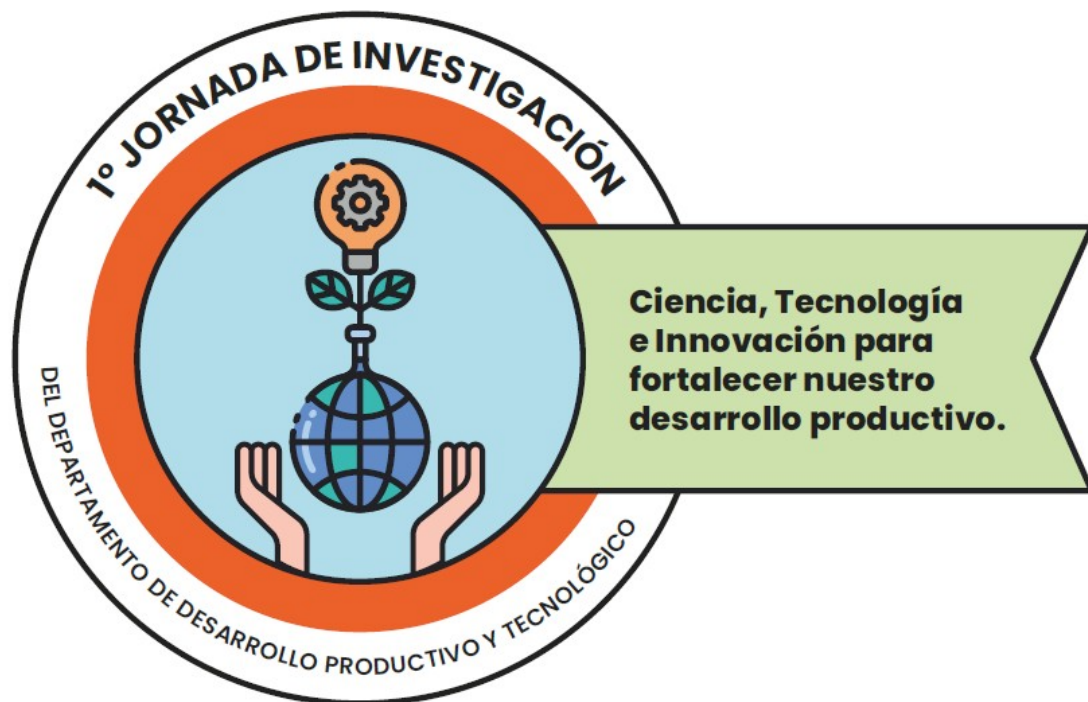 1º JORNADA DE INVESTIGACIÓN
DEL DEPARTAMENTO DE DESARROLLO PRODUCTIVO Y TECNOLÓGICO
Ciencia, Tecnología
e Innovación para
fortalecer nuestro
desarrollo productivo.